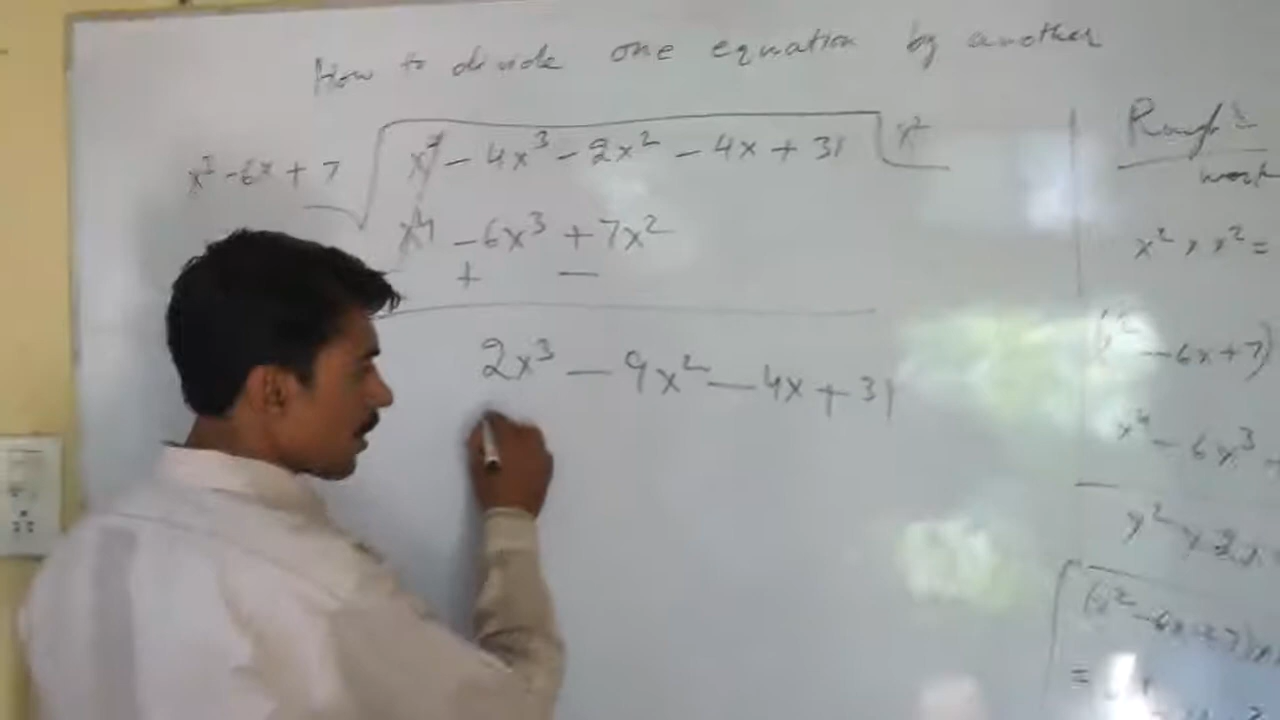 How to divide one equation by another
x² - 6x + 7 x⁴ - 4x³ - 2x² - 4x + 31 x²
x⁴ - 6x³ + 7x²
+ —
2x³ - 9x² - 4x + 31
Rough
work
x² × x² =
(x² - 6x + 7)
x⁴ - 6x³ +